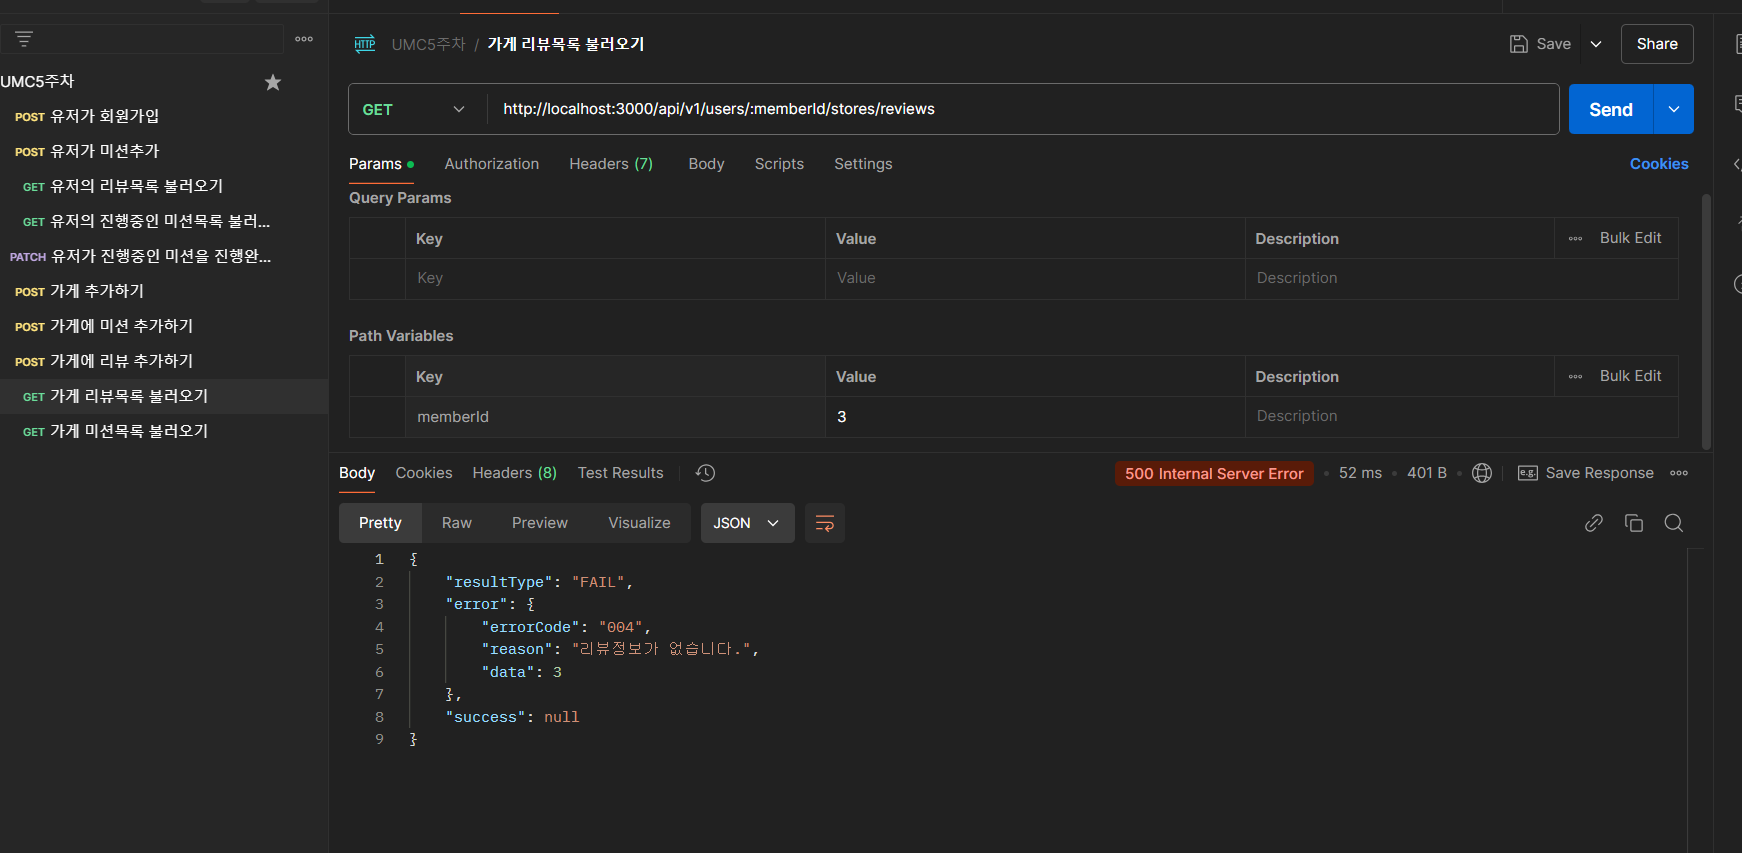 UMC5주차
POST 유저가 회원가입
POST 유저가 미션추가
GET 유저의 리뷰목록 불러오기
GET 유저의 진행중인 미션목록 불러...
PATCH 유저가 진행중인 미션을 진행완...
POST 가게 추가하기
POST 가게에 미션 추가하기
POST 가게에 리뷰 추가하기
GET 가게 리뷰목록 불러오기
GET 가게 미션목록 불러오기
HTTP UMC5주차 / 가게 리뷰목록 불러오기
Save
Share
GET http://localhost:3000/api/v1/users/:memberId/stores/reviews
Send
Params Authorization Headers (7) Body Scripts Settings Cookies
Query Params
Key Value Description Bulk Edit
Key Value Description
Path Variables
Key Value Description Bulk Edit
memberId 3 Description
Body Cookies Headers (8) Test Results 500 Internal Server Error • 52 ms • 401 B • e.g. Save Response
Pretty Raw Preview Visualize JSON
1 {
2 "resultType": "FAIL",
3 "error": {
4 "errorCode": "004",
5 "reason": "리뷰정보가 없습니다.",
6 "data": 3
7 },
8 "success": null
9 }